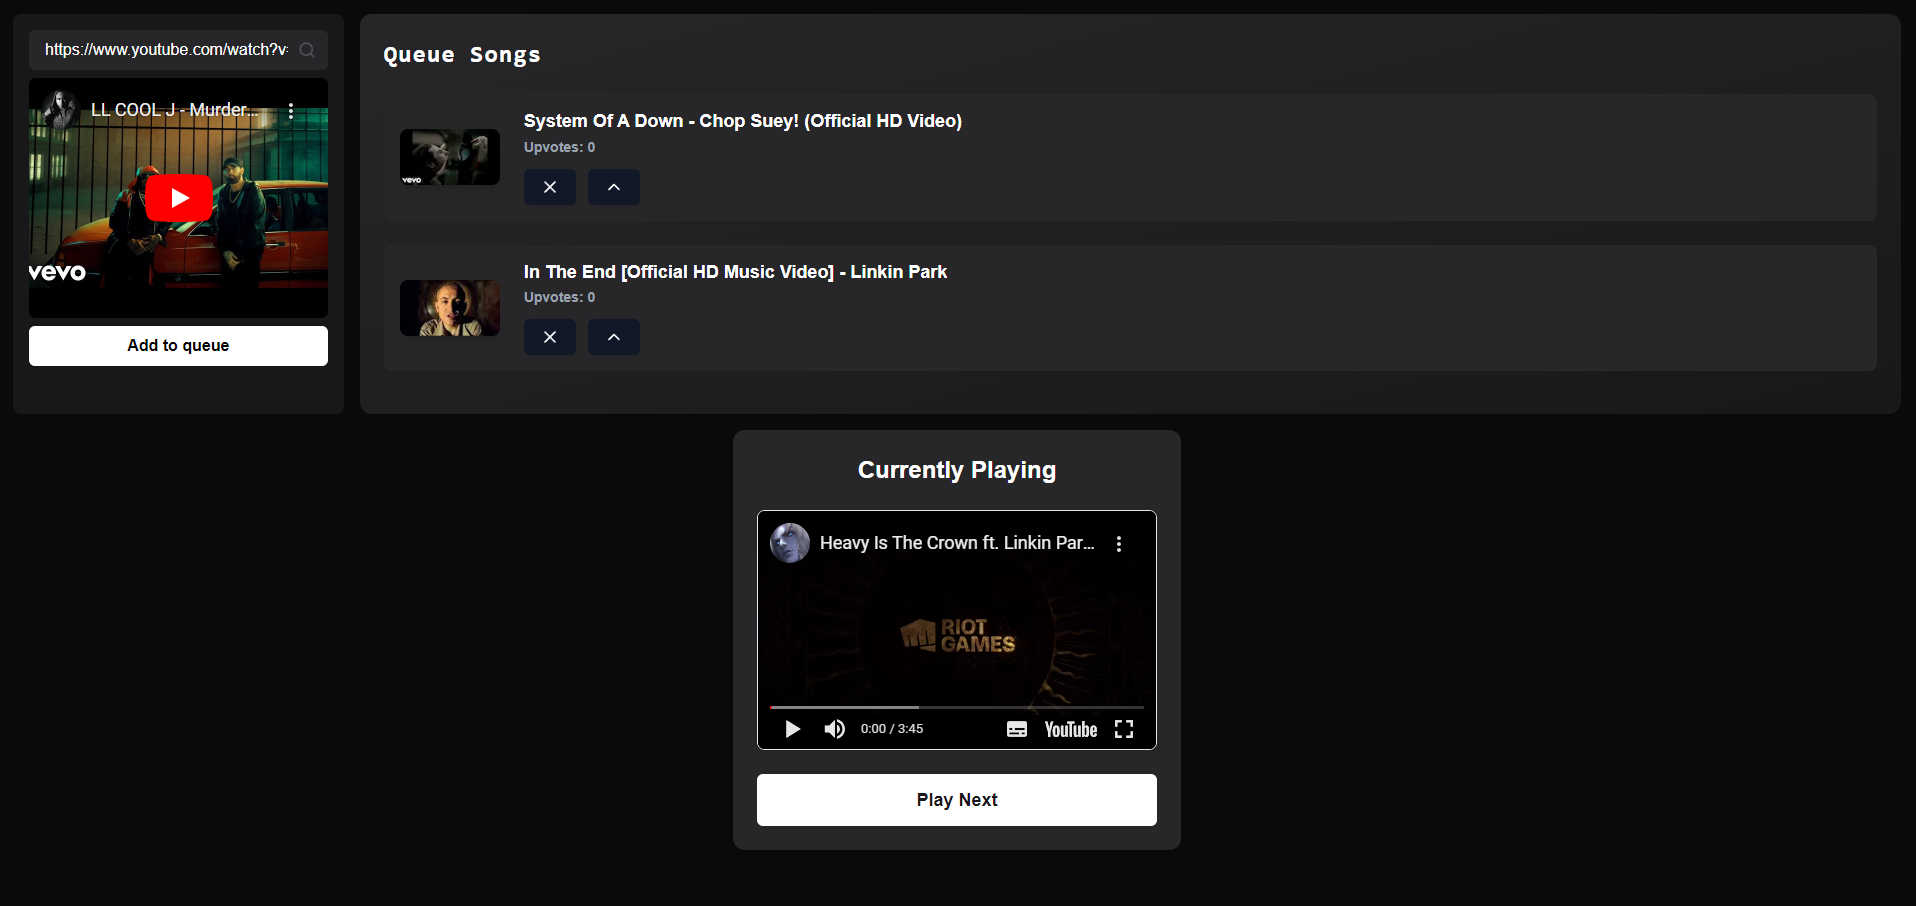 https://www.youtube.com/watch?v=
LL COOL J - Murder...
vevo
Add to queue
Queue Songs
System Of A Down - Chop Suey! (Official HD Video)
Upvotes: 0
vevo
In The End [Official HD Music Video] - Linkin Park
Upvotes: 0
Currently Playing
Heavy Is The Crown ft. Linkin Par...
RIOT
GAMES
0:00 / 3:45
YouTube
Play Next